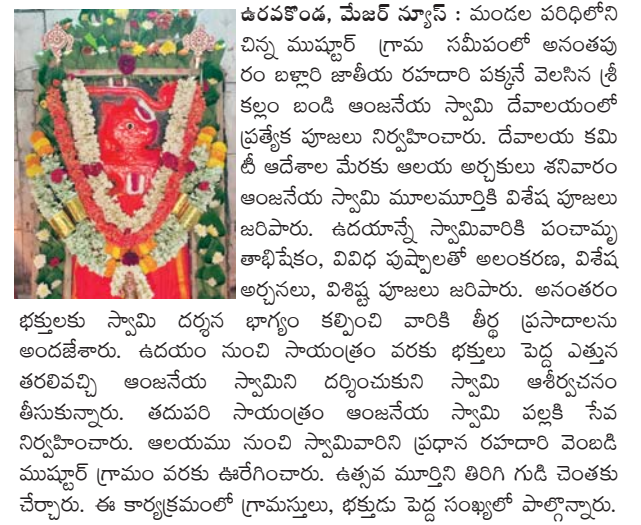 ఉరవకొండ, మేజర్ న్యూస్ : మండల పరిధిలోని
చిన్న ముష్టూర్ గ్రామ సమీపంలో అనంతపు
రం బళ్లారి జాతీయ రహదారి పక్కనే వెలసిన శ్రీ
కల్లం బండి ఆంజనేయ స్వామి దేవాలయంలో
ప్రత్యేక పూజలు నిర్వహించారు. దేవాలయ కమి
టీ ఆదేశాల మేరకు ఆలయ అర్చకులు శనివారం
ఆంజనేయ స్వామి మూలమూర్తికి విశేష పూజలు
జరిపారు. ఉదయాన్నే స్వామివారికి పంచామృ
తాభిషేకం, వివిధ పుష్పాలతో అలంకరణ, విశేష
అర్చనలు, విశిష్ట పూజలు జరిపారు. అనంతరం
భక్తులకు స్వామి దర్శన భాగ్యం కల్పించి వారికి తీర్థ ప్రసాదాలను
అందజేశారు. ఉదయం నుంచి సాయంత్రం వరకు భక్తులు పెద్ద ఎత్తున
తరలివచ్చి ఆంజనేయ స్వామిని దర్శించుకుని స్వామి ఆశీర్వచనం
తీసుకున్నారు. తదుపరి సాయంత్రం ఆంజనేయ స్వామి పల్లకి సేవ
నిర్వహించారు. ఆలయము నుంచి స్వామివారిని ప్రధాన రహదారి వెంబడి
ముష్టూర్ గ్రామం వరకు ఊరేగించారు. ఉత్సవ మూర్తిని తిరిగి గుడి చెంతకు
చేర్చారు. ఈ కార్యక్రమంలో గ్రామస్తులు, భక్తుడు పెద్ద సంఖ్యలో పాల్గొన్నారు.